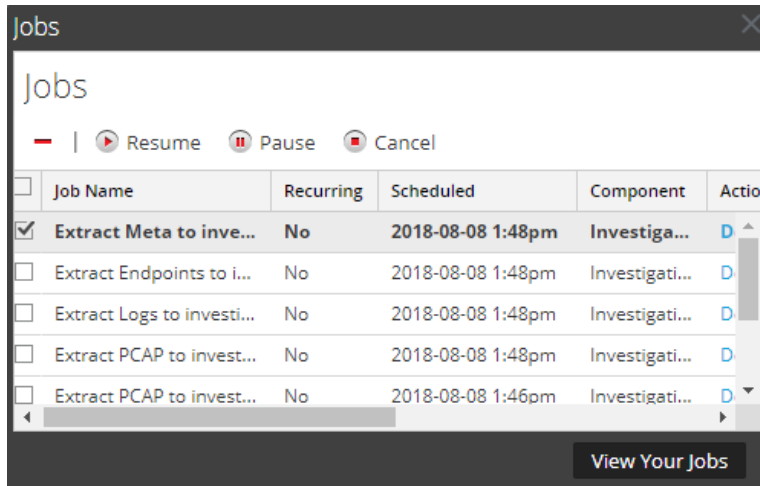 Jobs
Jobs
Resume Pause Cancel
Job Name Recurring Scheduled Component Actio
Extract Meta to inve... No 2018-08-08 1:48pm Investiga... D
Extract Endpoints to i... No 2018-08-08 1:48pm Investigati... D
Extract Logs to investi... No 2018-08-08 1:48pm Investigati... D
Extract PCAP to invest... No 2018-08-08 1:48pm Investigati... D
Extract PCAP to invest... No 2018-08-08 1:46pm Investigati... D
View Your Jobs